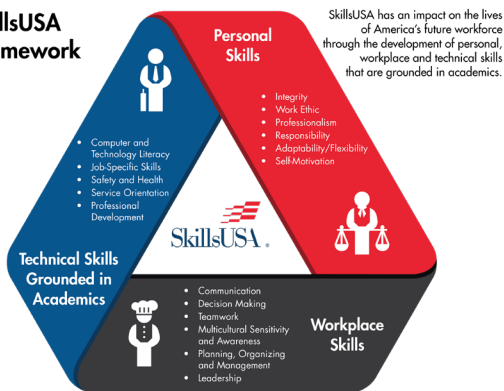 llsUSA
mework
SkillsUSA has an impact on the lives
of America's future workforce
through the development of personal,
workplace and technical skills
that are grounded in academics.
Personal
Skills
• Integrity
• Work Ethic
• Professionalism
• Responsibility
• Adaptability/Flexibility
• Self-Motivation
• Computer and
Technology Literacy
• Job-Specific Skills
• Safety and Health
• Service Orientation
• Professional
Development
Technical Skills
Grounded in
Academics
SkillsUSA®
• Communication
• Decision Making
• Teamwork
• Multicultural Sensitivity
and Awareness
• Planning, Organizing
and Management
• Leadership
Workplace
Skills